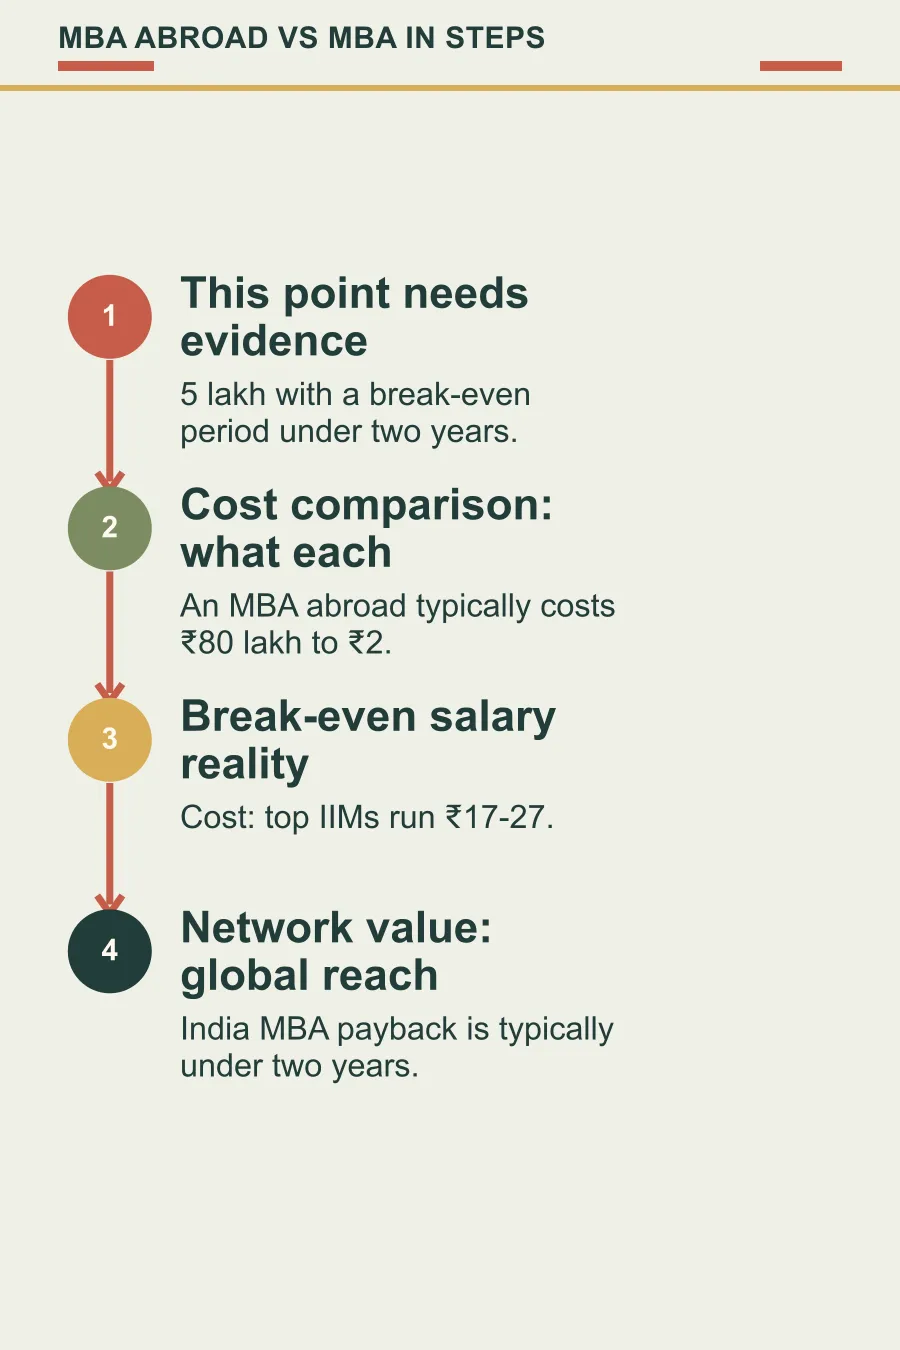 MBA ABROAD VS MBA IN STEPS
1
This point needs
evidence
5 lakh with a break-even
period under two years.
2
Cost comparison:
what each
An MBA abroad typically costs
₹80 lakh to ₹2.
3
Break-even salary
reality
Cost: top IIMs run ₹17-27.
4
Network value:
global reach
India MBA payback is typically
under two years.